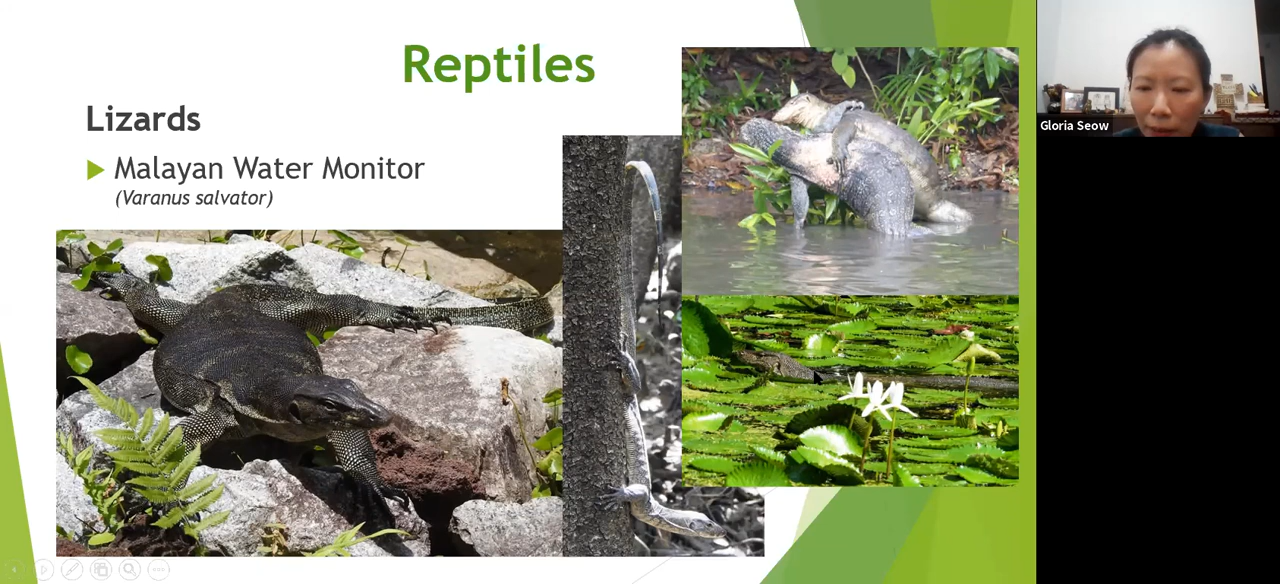 Reptiles
Lizards
Malayan Water Monitor
(Varanus salvator)
Gloria Seow